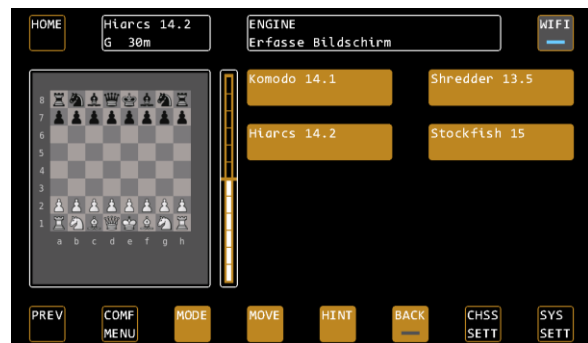 HOME
Hiarcs 14.2
G 30m
ENGINE
Erfasse Bildschirm
WIFI
Komodo 14.1
Shredder 13.5
Hiarcs 14.2
Stockfish 15
8
7
6
5
4
3
2
1
a b c d e f g h
PREV
COMF
MENU
MODE
MOVE
HINT
BACK
CHSS
SETT
SYS
SETT